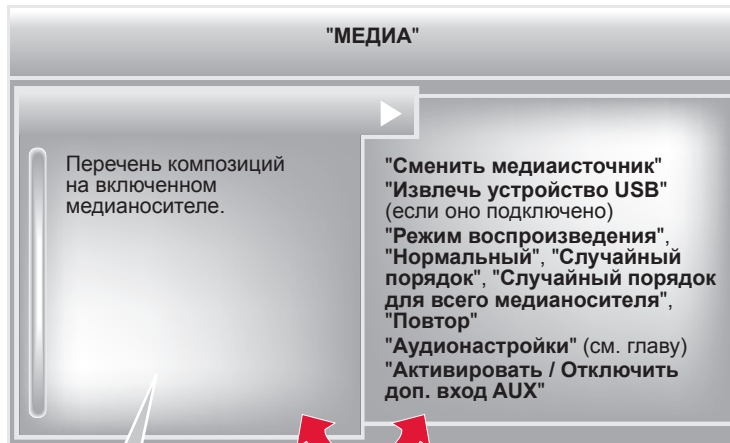 "МЕДИА"
Перечень композиций
на включенном
медианосителе.
"Сменить медиаисточник"
"Извлечь устройство USB"
(если оно подключено)
"Режим воспроизведения",
"Нормальный", "Случайный
порядок", "Случайный порядок
для всего медианосителя",
"Повтор"
"Аудионастройки" (см. главу)
"Активировать / Отключить
доп. вход AUX"